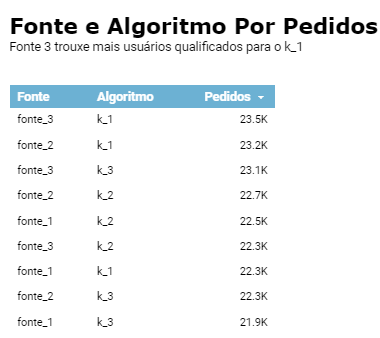 Fonte e Algoritmo Por Pedidos
Fonte 3 trouxe mais usuários qualificados para o k_1
Fonte Algoritmo Pedidos
fonte_3 k_1 23.5K
fonte_2 k_1 23.2K
fonte_3 k_3 23.1K
fonte_2 k_2 22.7K
fonte_1 k_2 22.5K
fonte_3 k_2 22.3K
fonte_1 k_1 22.3K
fonte_2 k_3 22.3K
fonte_1 k_3 21.9K